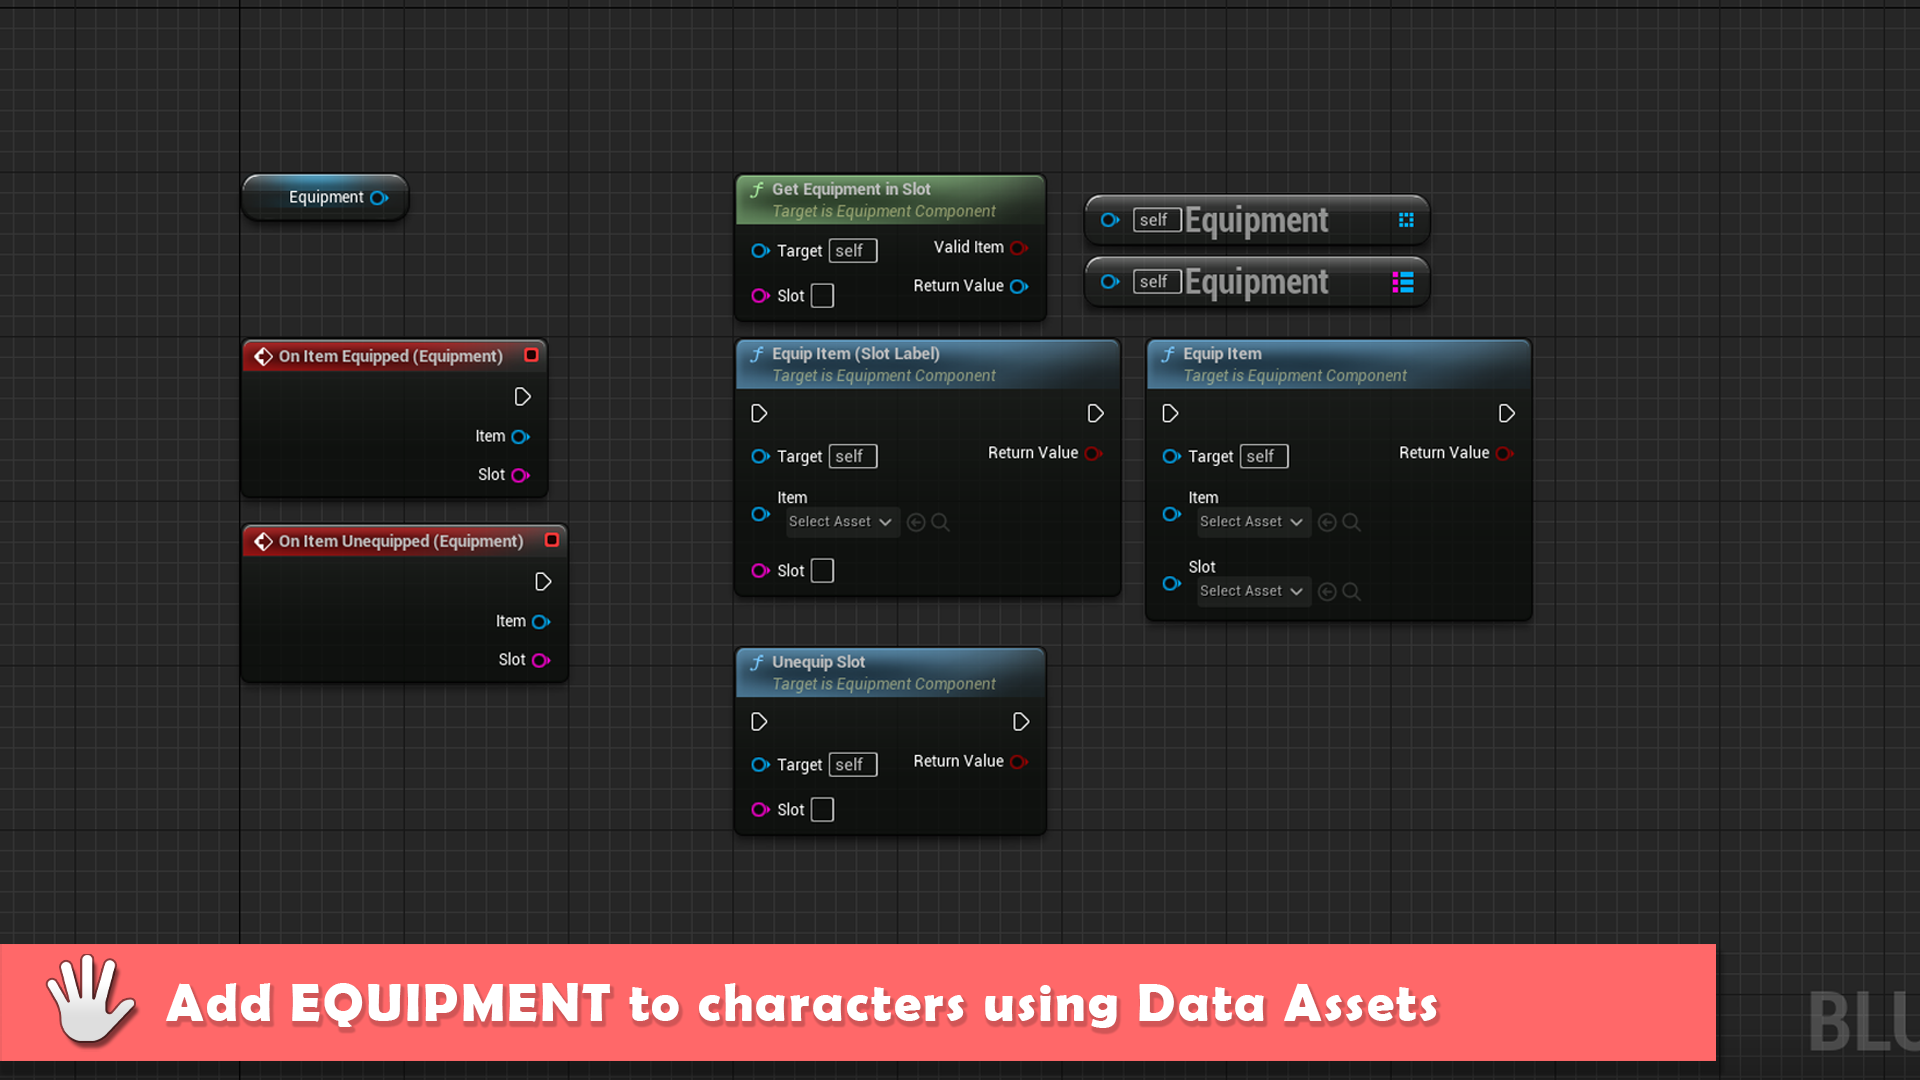 Equipment
Get Equipment in Slot
Target is Equipment Component
Target self
Valid Item
Return Value
Slot
self Equipment
self Equipment
On Item Equipped (Equipment)
Item
Slot
On Item Unequipped (Equipment)
Item
Slot
Equip Item (Slot Label)
Target is Equipment Component
Target self
Return Value
Item
Select Asset
Slot
Equip Item
Target is Equipment Component
Target self
Return Value
Item
Select Asset
Slot
Select Asset
Unequip Slot
Target is Equipment Component
Target self
Return Value
Slot
Add EQUIPMENT to characters using Data Assets
BLU